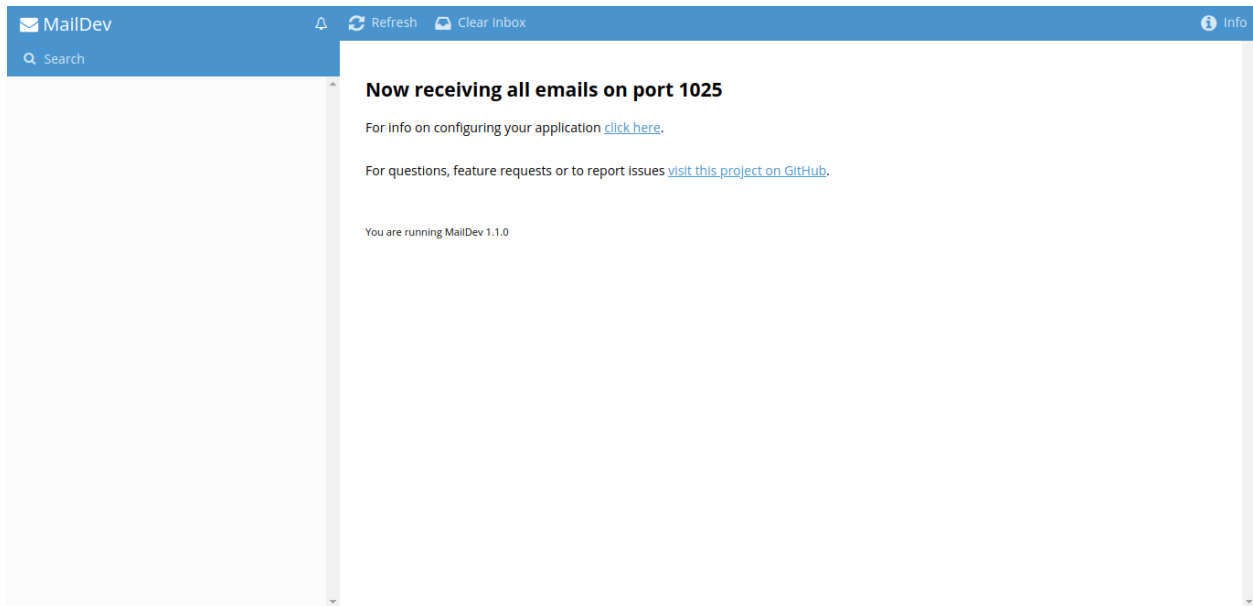 MailDev
Refresh Clear Inbox Info
Search
Now receiving all emails on port 1025
For info on configuring your application click here.
For questions, feature requests or to report issues visit this project on GitHub.
You are running MailDev 1.1.0